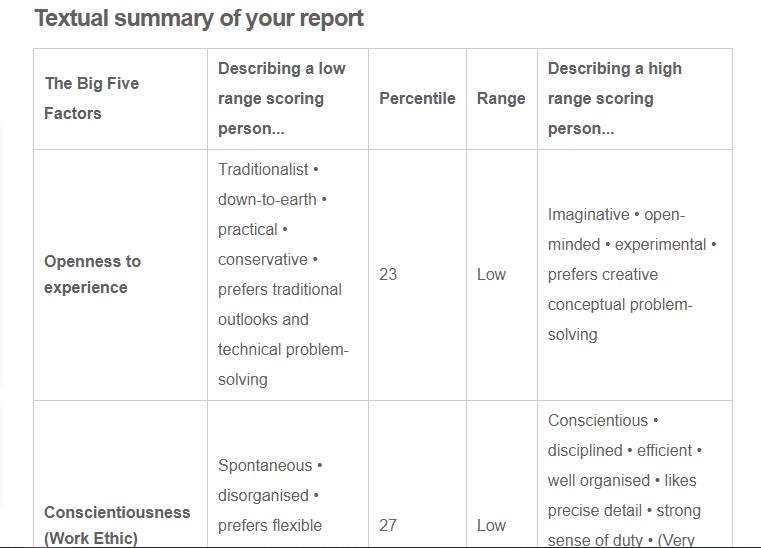 Textual summary of your report
The Big Five
Factors
Describing a low
range scoring
person...
Percentile
Range
Describing a high
range scoring
person...
Openness to
experience
Traditionalist •
down-to-earth •
practical •
conservative •
prefers traditional
outlooks and
technical problem-
solving
23
Low
Imaginative • open-
minded • experimental •
prefers creative
conceptual problem-
solving
Conscientiousness
(Work Ethic)
Spontaneous •
disorganised •
prefers flexible
27
Low
Conscientious •
disciplined • efficient •
well organised • likes
precise detail • strong
sense of duty • (Very